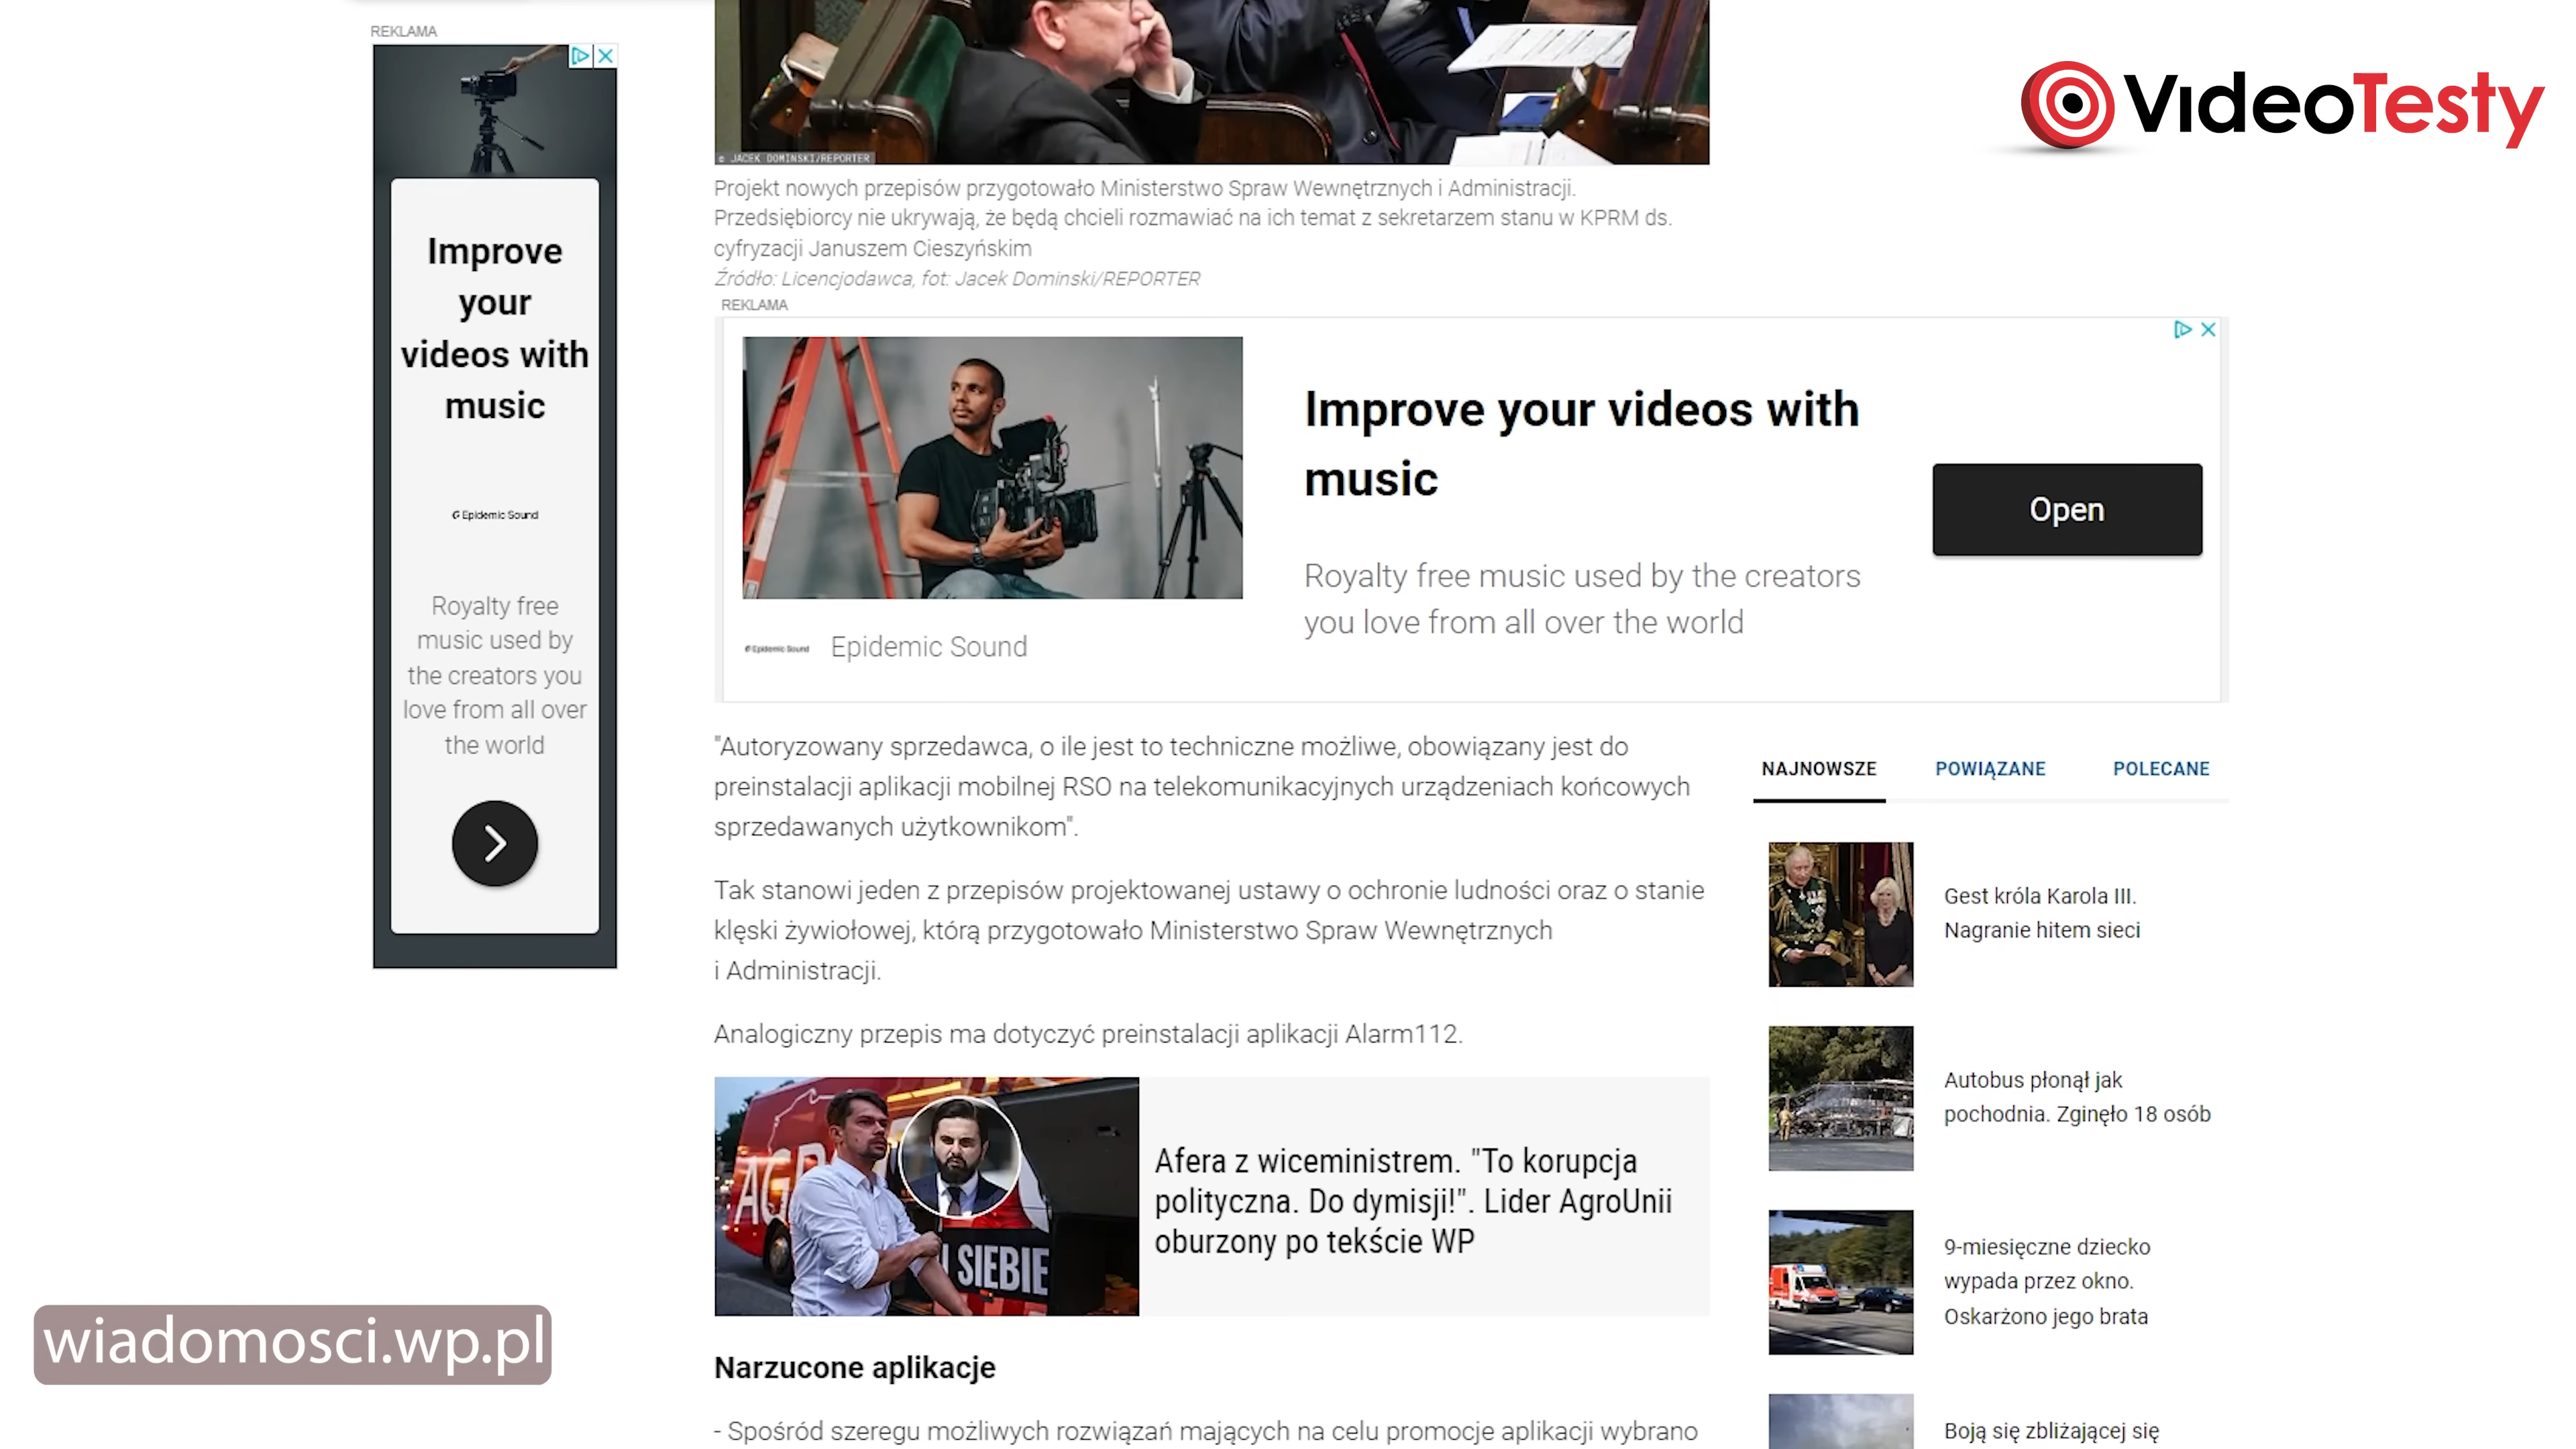 REKLAMA
Improve
your
videos with
music
Epidemic Sound
Royalty free
music used by
the creators you
love from all over
the world
VideoTesty
© JACEK DOMINSKI/REPORTER
Projekt nowych przepisów przygotowało Ministerstwo Spraw Wewnętrznych i Administracji.
Przedsiębiorcy nie ukrywają, że będą chcieli rozmawiać na ich temat z sekretarzem stanu w KPRM ds.
cyfryzacji Januszem Cieszyńskim
Źródło: Licencjodawca, fot: Jacek Dominski/REPORTER
REKLAMA
Improve your videos with
music
Open
Royalty free music used by the creators
you love from all over the world
Epidemic Sound
Epidemic Sound
"Autoryzowany sprzedawca, o ile jest to techniczne możliwe, obowiązany jest do
preinstalacji aplikacji mobilnej RSO na telekomunikacyjnych urządzeniach końcowych
sprzedawanych użytkownikom".
Tak stanowi jeden z przepisów projektowanej ustawy o ochronie ludności oraz o stanie
klęski żywiołowej, którą przygotowało Ministerstwo Spraw Wewnętrznych
i Administracji.
Analogiczny przepis ma dotyczyć preinstalacji aplikacji Alarm112.
AG
SIEBIE
Afera z wiceministrem. "To korupcja
polityczna. Do dymisji!". Lider AgroUnii
oburzony po tekście WP
Narzucone aplikacje
- Spośród szeregu możliwych rozwiązań mających na celu promocje aplikacji wybrano
NAJNOWSZE POWIĄZANE POLECANE
Gest króla Karola III.
Nagranie hitem sieci
Autobus płonął jak
pochodnia. Zginęło 18 osób
9-miesięczne dziecko
wypada przez okno.
Oskarżono jego brata
Boją się zbliżającej się
wiadomosci.wp.pl